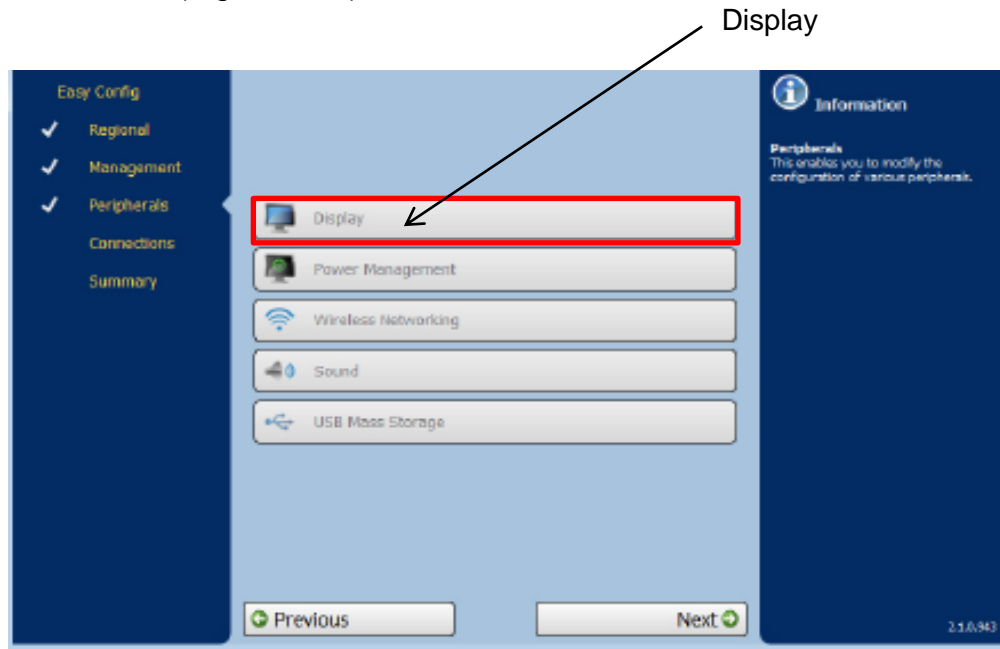 Display
Easy Config
Regional
Management
Peripherals
Connections
Summary
Display
Power Management
Wireless Networking
Sound
USB Mass Storage
Previous
Next
Information
Peripherals
This enables you to modify the
configuration of various peripherals.
2.1.0.943